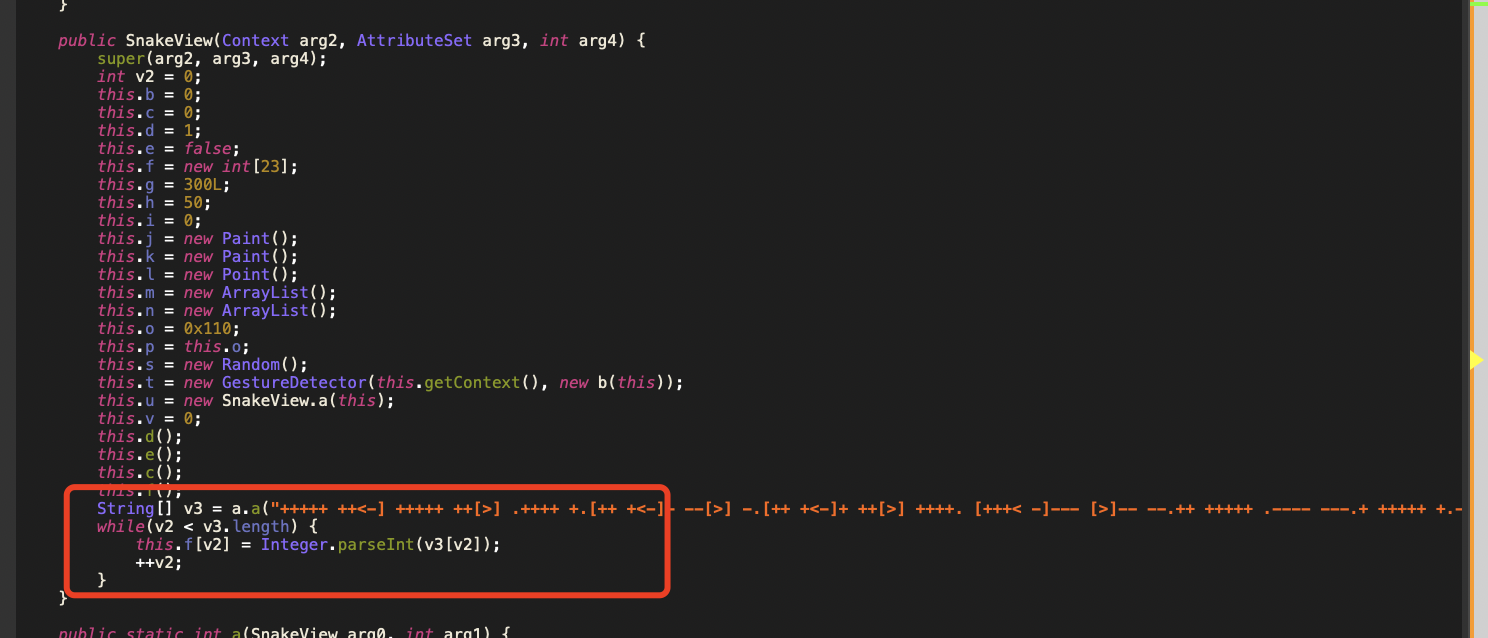 }
public SnakeView(Context arg2, AttributeSet arg3, int arg4) {
super(arg2, arg3, arg4);
int v2 = 0;
this.b = 0;
this.c = 0;
this.d = 1;
this.e = false;
this.f = new int[23];
this.g = 300L;
this.h = 50;
this.i = 0;
this.j = new Paint();
this.k = new Paint();
this.l = new Point();
this.m = new ArrayList();
this.n = new ArrayList();
this.o = 0x110;
this.p = this.o;
this.s = new Random();
this.t = new GestureDetector(this.getContext(), new b(this));
this.u = new SnakeView.a(this);
this.v = 0;
this.d();
this.e();
this.c();
this.f();
String[] v3 = a.a("+++++ ++<-] +++++ ++[>] .++++ +.[++ +<-]- --[>] -.[++ +<-]+ ++[>] ++++. [+++< -]--- [>]-- --.++ +++++ .---- ---.+ +++++ +.-
while(v2 < v3.length) {
this.f[v2] = Integer.parseInt(v3[v2]);
++v2;
}
}
public static int a(SnakeView arg0, int arg1) {